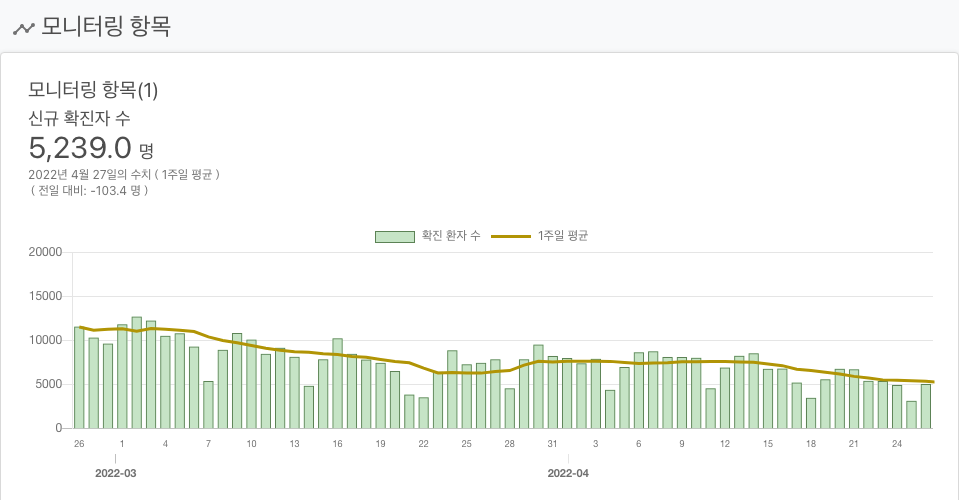 모니터링 항목
모니터링 항목(1)
신규 확진자 수
5,239.0 명
2022년 4월 27일의 수치 ( 1주일 평균 )
( 전일 대비: -103.4 명 )
확진 환자 수 1주일 평균
20000
15000
10000
5000
0
26 1 4 7 10 13 16 19 22 25 28 31 3 6 9 12 15 18 21 24
2022-03 2022-04